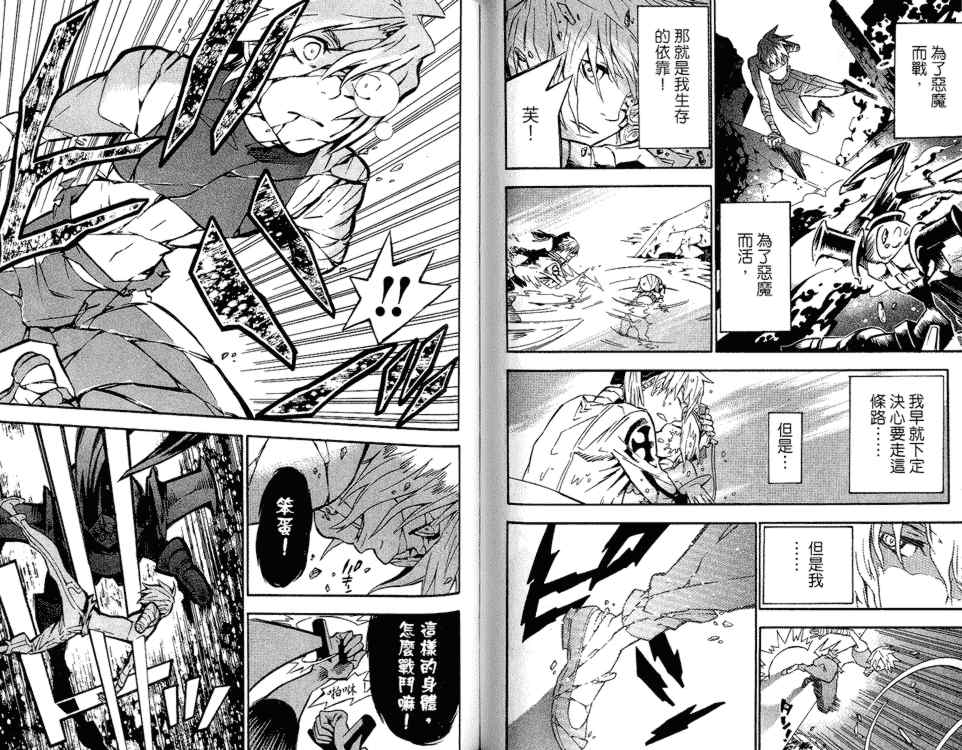 為了惡魔
而戰，
那就是我生存
的依靠！
芙！
為了惡魔
而活，
我早就下定
決心要走這
條路……
但是…
但是我
……
!!
笨蛋！
這樣的身體，
怎麼戰鬥嘛！
啪咻